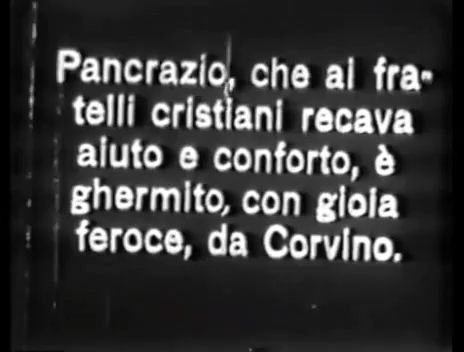 Pancrazio, che ai fra-
telli cristiani recava
aiuto e conforto, è
ghermito, con gioia
feroce, da Corvino.